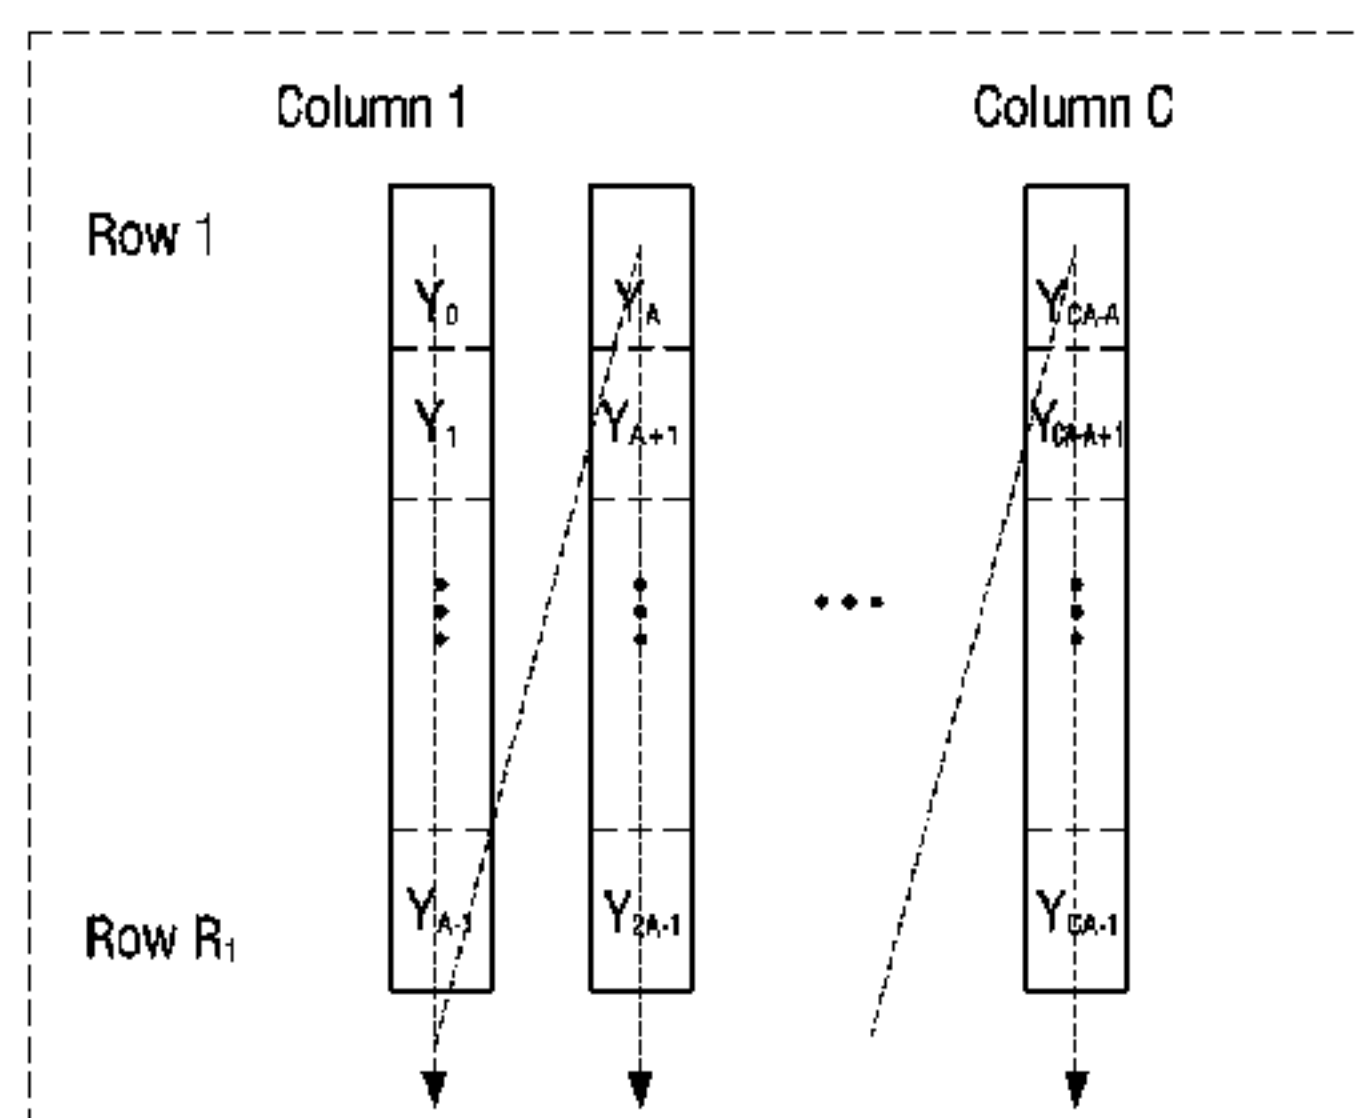 Column 1 Column C
Row 1
Y0 YA YCA-A
Y1 YA+1 YCA-A+1
YA-1 Y2A-1 YCA-1
Row R1